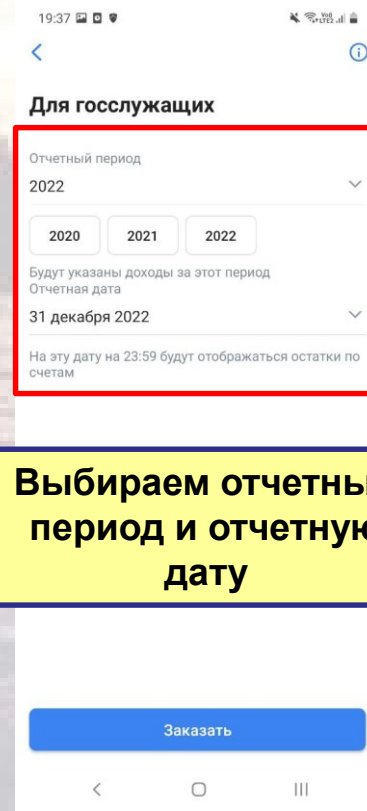 19:37
Для госслужащих
Отчетный период
2022
2020 2021 2022
Будут указаны доходы за этот период
Отчетная дата
31 декабря 2022
На эту дату на 23:59 будут отображаться остатки по
счетам
Выбираем отчетны
период и отчетную
дату
Заказать